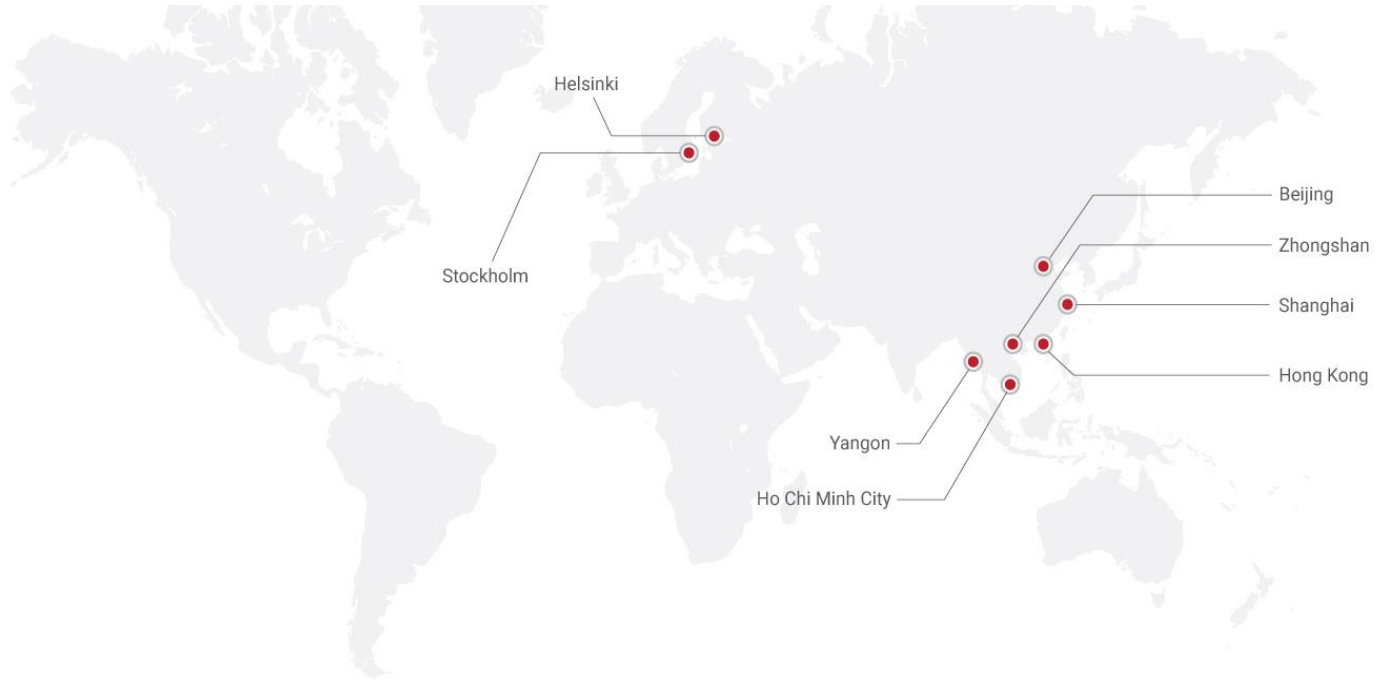 Helsinki
Beijing
Zhongshan
Stockholm
Shanghai
Hong Kong
Yangon
Ho Chi Minh City